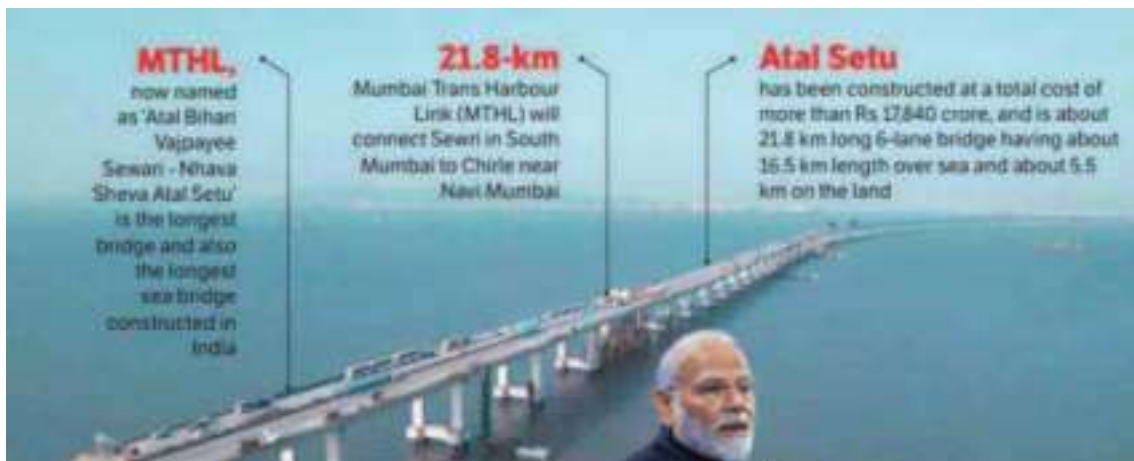 MTHL,
now named
as 'Atal Bihari
Vajpayee
Sewari - Nhava
Sheva Atal Setu'
is the longest
bridge and also
the longest
sea bridge
constructed in
India
21.8-km
Mumbai Trans Harbour
Link (MTHL) will
connect Sewri in South
Mumbai to Chirle near
Navi Mumbai
Atal Setu
has been constructed at a total cost of
more than Rs 17,840 crore, and is about
21.8 km long 6-lane bridge having about
16.5 km length over sea and about 5.5
km on the land